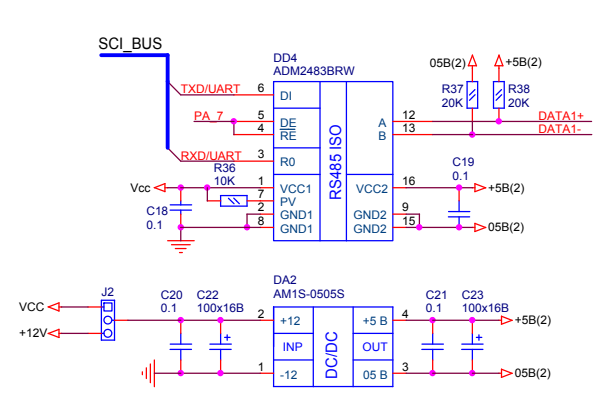 SCI_BUS
DD4
ADM2483BRW
05B(2)
+5B(2)
TXD/UART
6
DI
R37
20K
R38
20K
PA_7
5
DE
4
RE
RS485 ISO
A
12
DATA1+
B
13
DATA1-
RXD/UART
3
R0
R36
10K
C19
0.1
Vcc
1
VCC1
VCC2
16
+5B(2)
7
PV
C18
0.1
2
GND1
GND2
9
8
GND1
GND2
15
05B(2)
DA2
AM1S-0505S
J2
VCC
+12V
C20
0.1
C22
100x16B
2
+12
+5 B
4
C21
0.1
C23
100x16B
+5B(2)
+
INP
DC/DC
OUT
+
1
-12
05 B
3
05B(2)